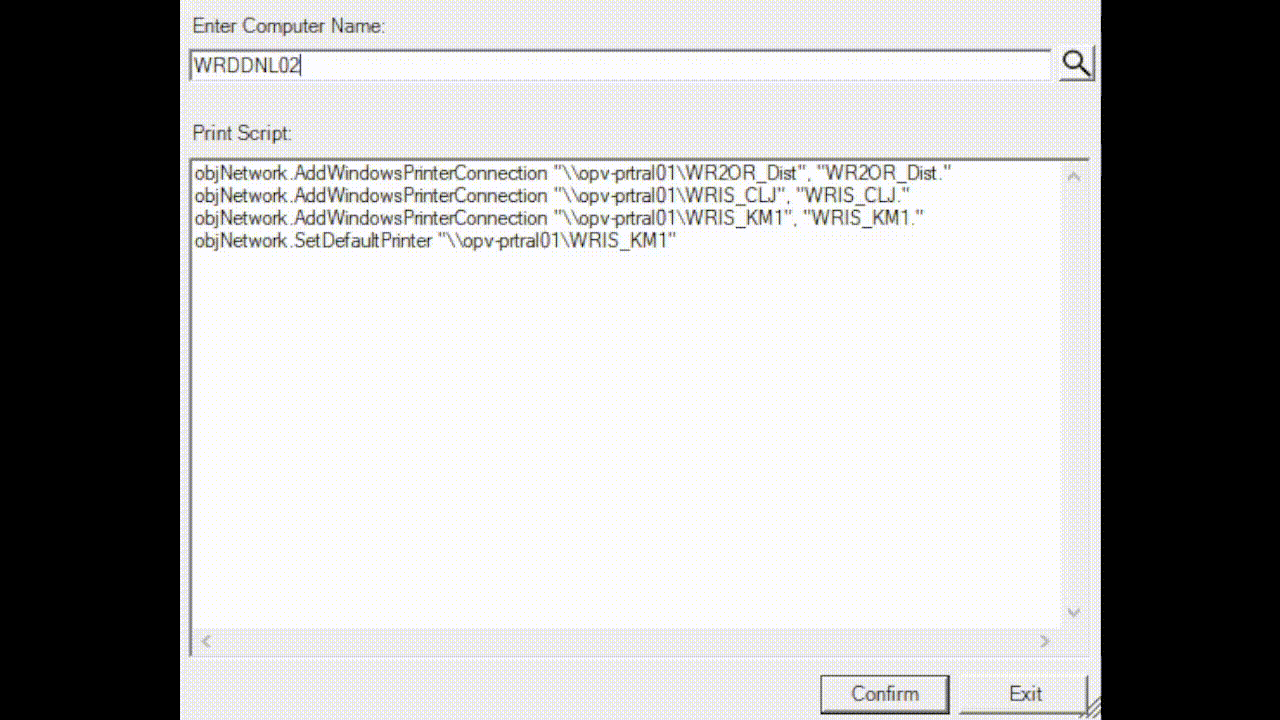 Enter Computer Name:
WRDDNL02
Print Script:
objNetwork.AddWindowsPrinterConnection "\\opv-prtral01\WR2OR_Dist", "WR2OR_Dist."
objNetwork.AddWindowsPrinterConnection "\\opv-prtral01\WRIS_CLJ", "WRIS_CLJ."
objNetwork.AddWindowsPrinterConnection "\\opv-prtral01\WRIS_KM1", "WRIS_KM1."
objNetwork.SetDefaultPrinter "\\opv-prtral01\WRIS_KM1"
Confirm Exit